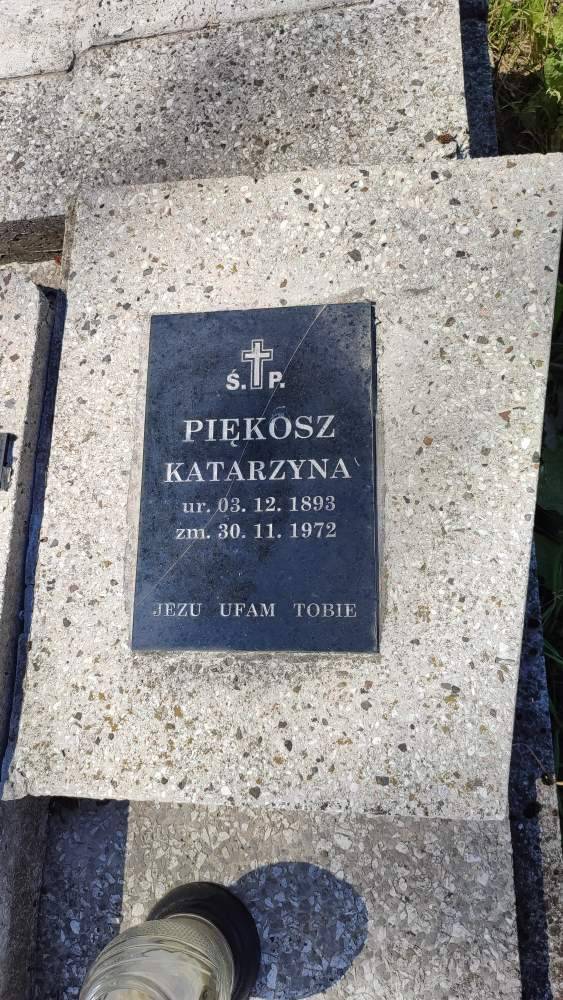 Ś. P.
PIĘKOSZ
KATARZYNA
ur. 03. 12. 1893
zm. 30. 11. 1972
JEZU UFAM TOBIE